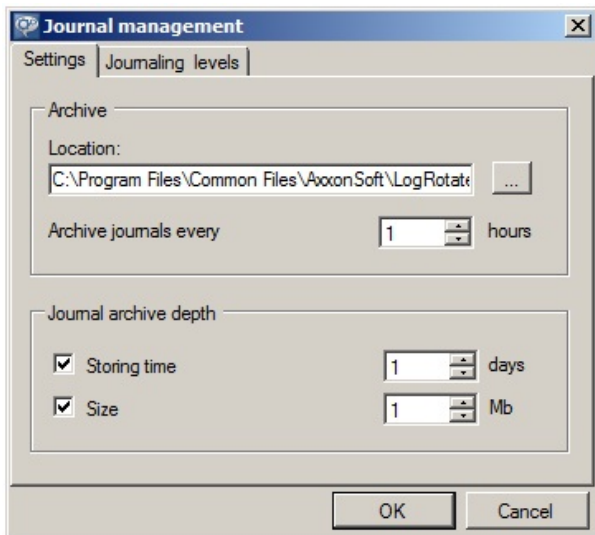 Journal management
Settings
Journaling levels
Archive
Location:
C:\Program Files\Common Files\AxxonSoft\LogRotate
...
Archive journals every 1 hours
Journal archive depth
Storing time 1 days
Size 1 Mb
OK Cancel